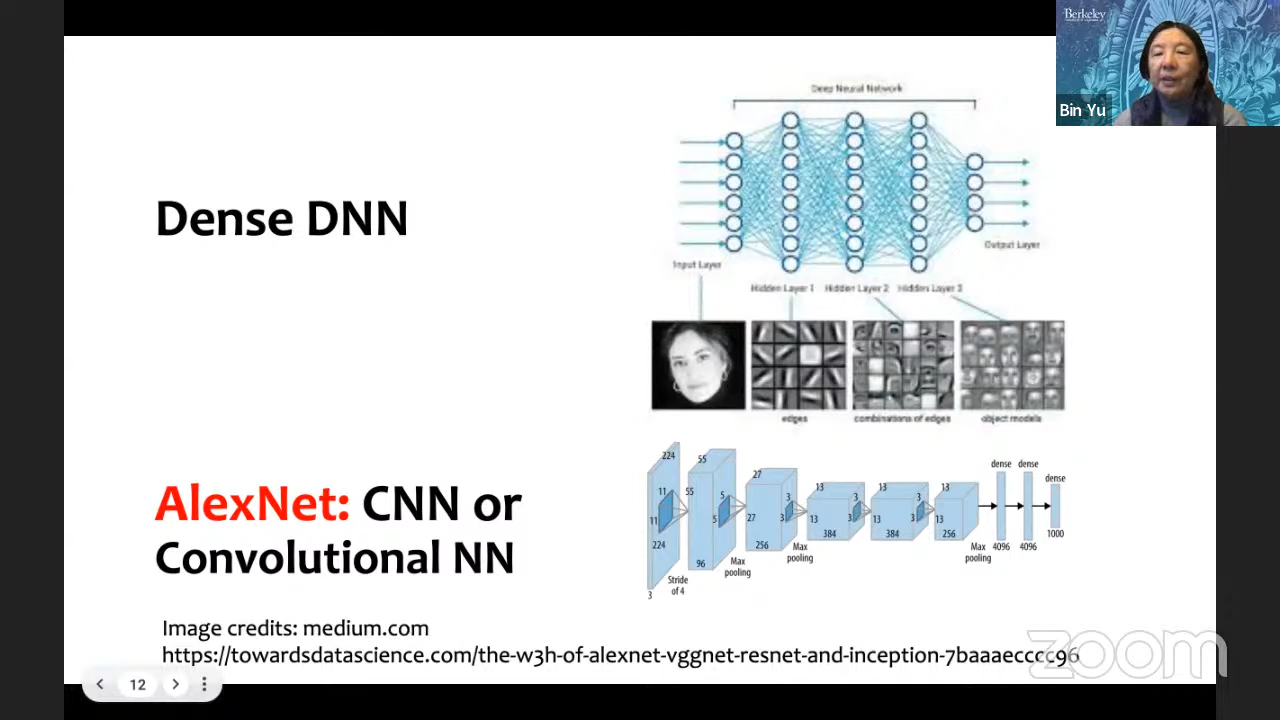 Berkeley
Bin Yu
Deep Neural Network
Dense DNN
Output Layer
Input Layer
Hidden Layer 1 Hidden Layer 2 Hidden Layer 3
edges combinations of edges object models
AlexNet: CNN or
Convolutional NN
224 55 27 13 13 13 dense dense dense
11 55 5 3 3 3
11 5 27 3 13 3 13 3 13
224 384 384 256 1000
96 256 Max pooling Max pooling Max pooling 4096 4096
Stride of 4
3
Image credits: medium.com
https://towardsdatascience.com/the-w3h-of-alexnet-vggnet-resnet-and-inception-7baaaecccc96
zoom
12